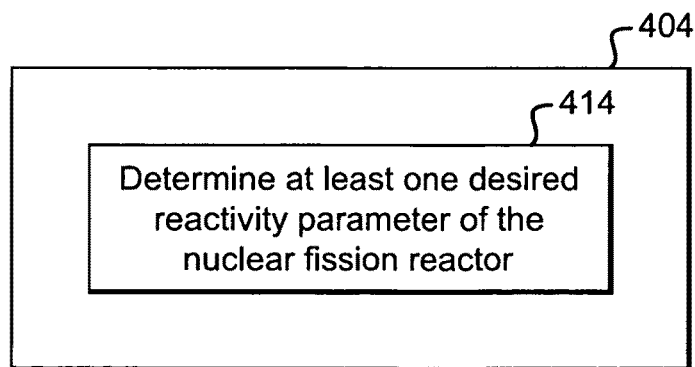 404
414
Determine at least one desired
reactivity parameter of the
nuclear fission reactor